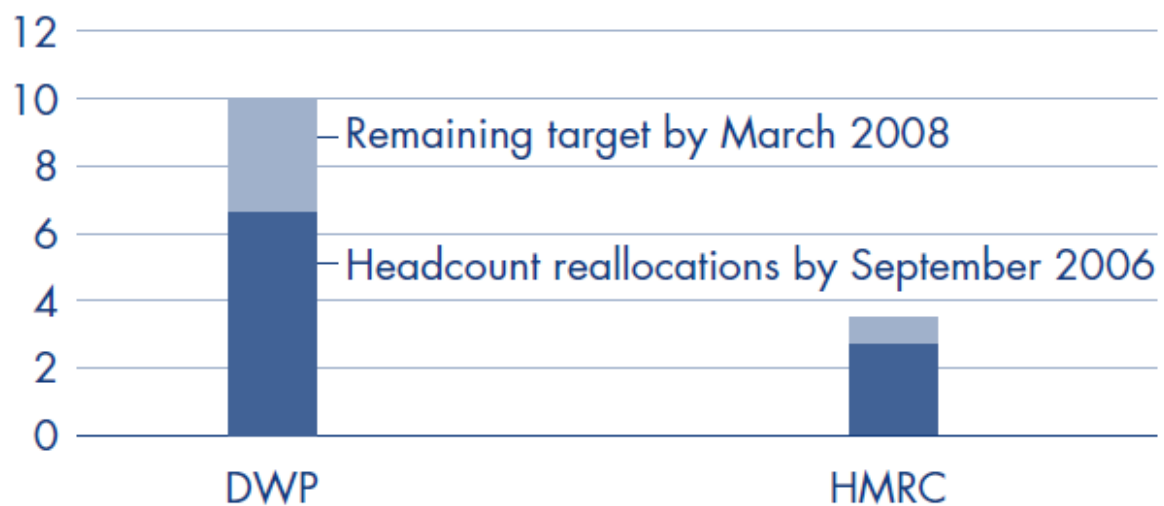 12
10
Remaining target by March 2008
8
6
Headcount reallocations by September 2006
4
2
0
DWP
HMRC